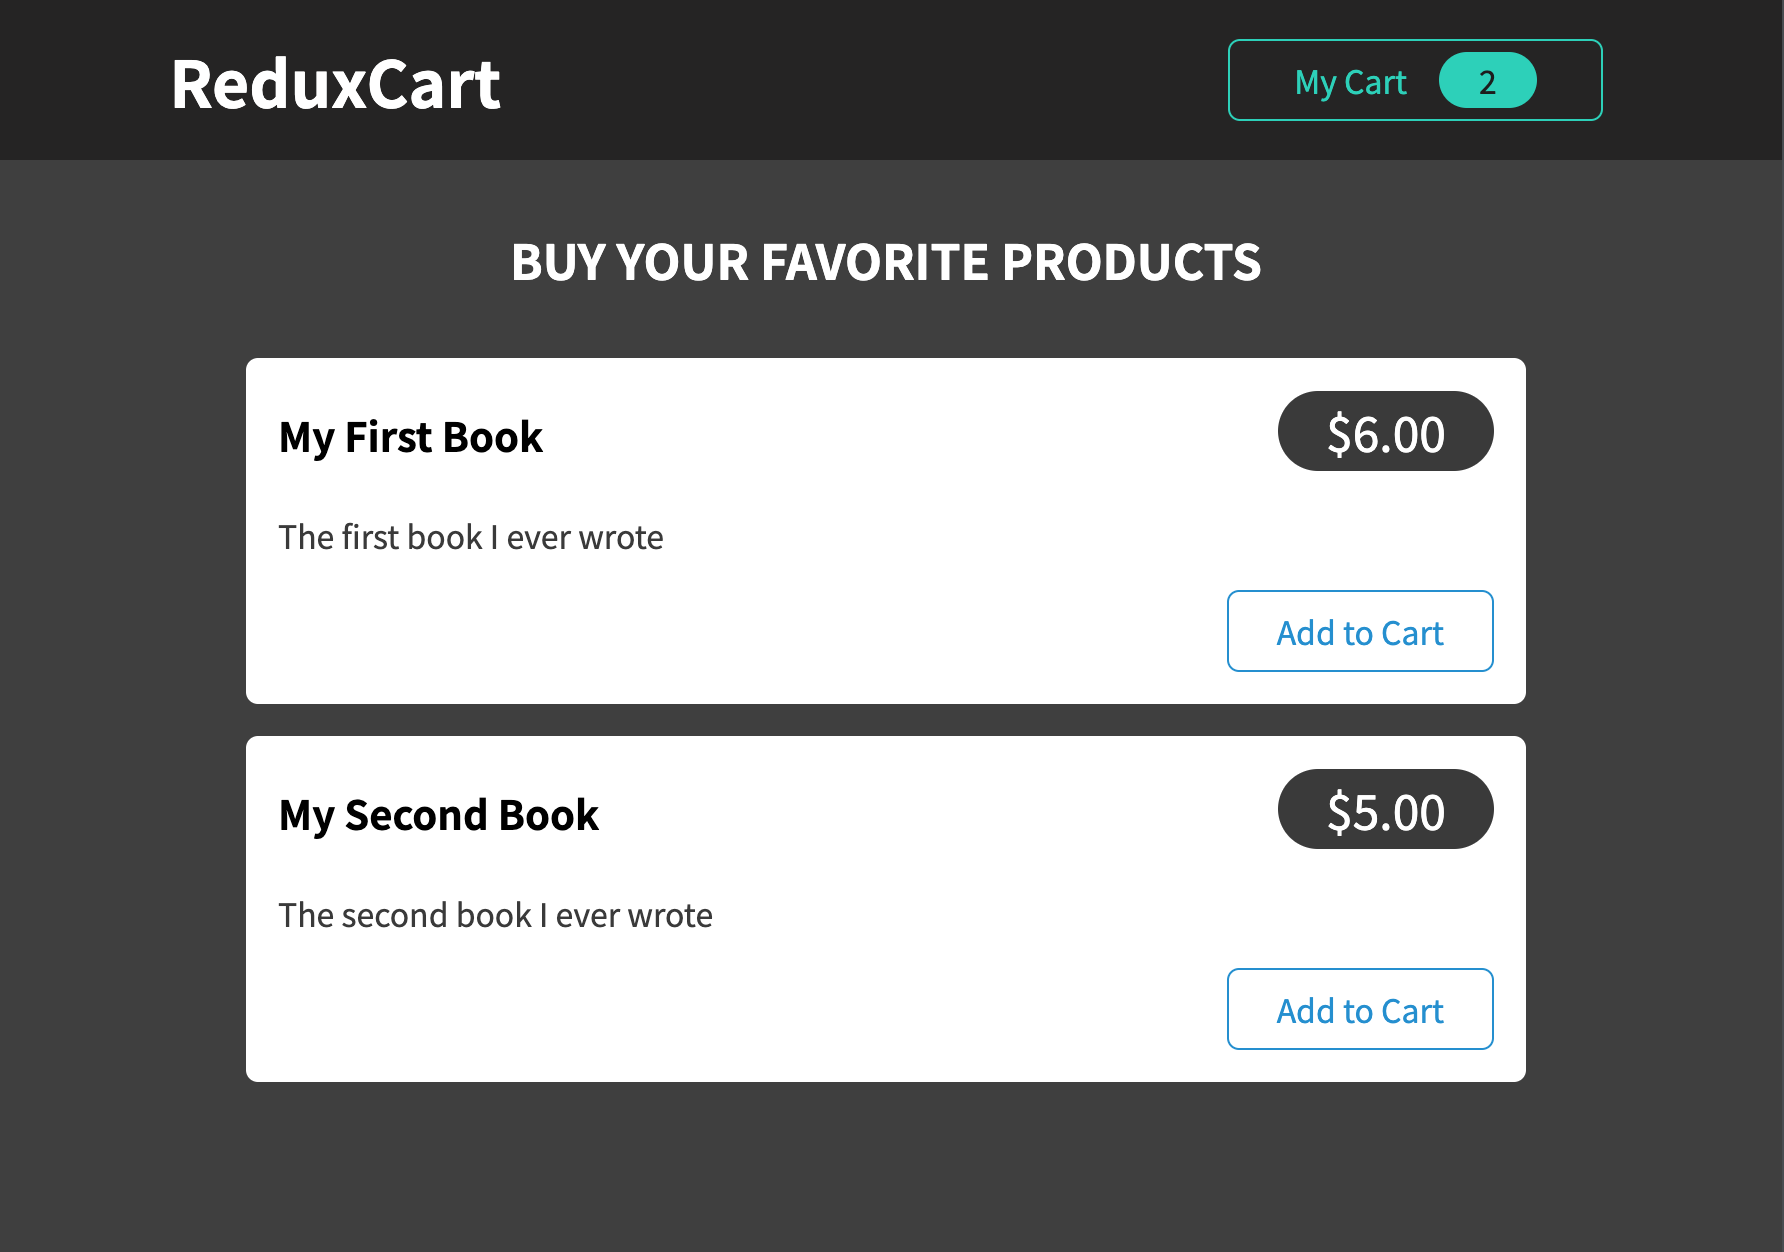 ReduxCart
My Cart 2
BUY YOUR FAVORITE PRODUCTS
My First Book
$6.00
The first book I ever wrote
Add to Cart
My Second Book
$5.00
The second book I ever wrote
Add to Cart